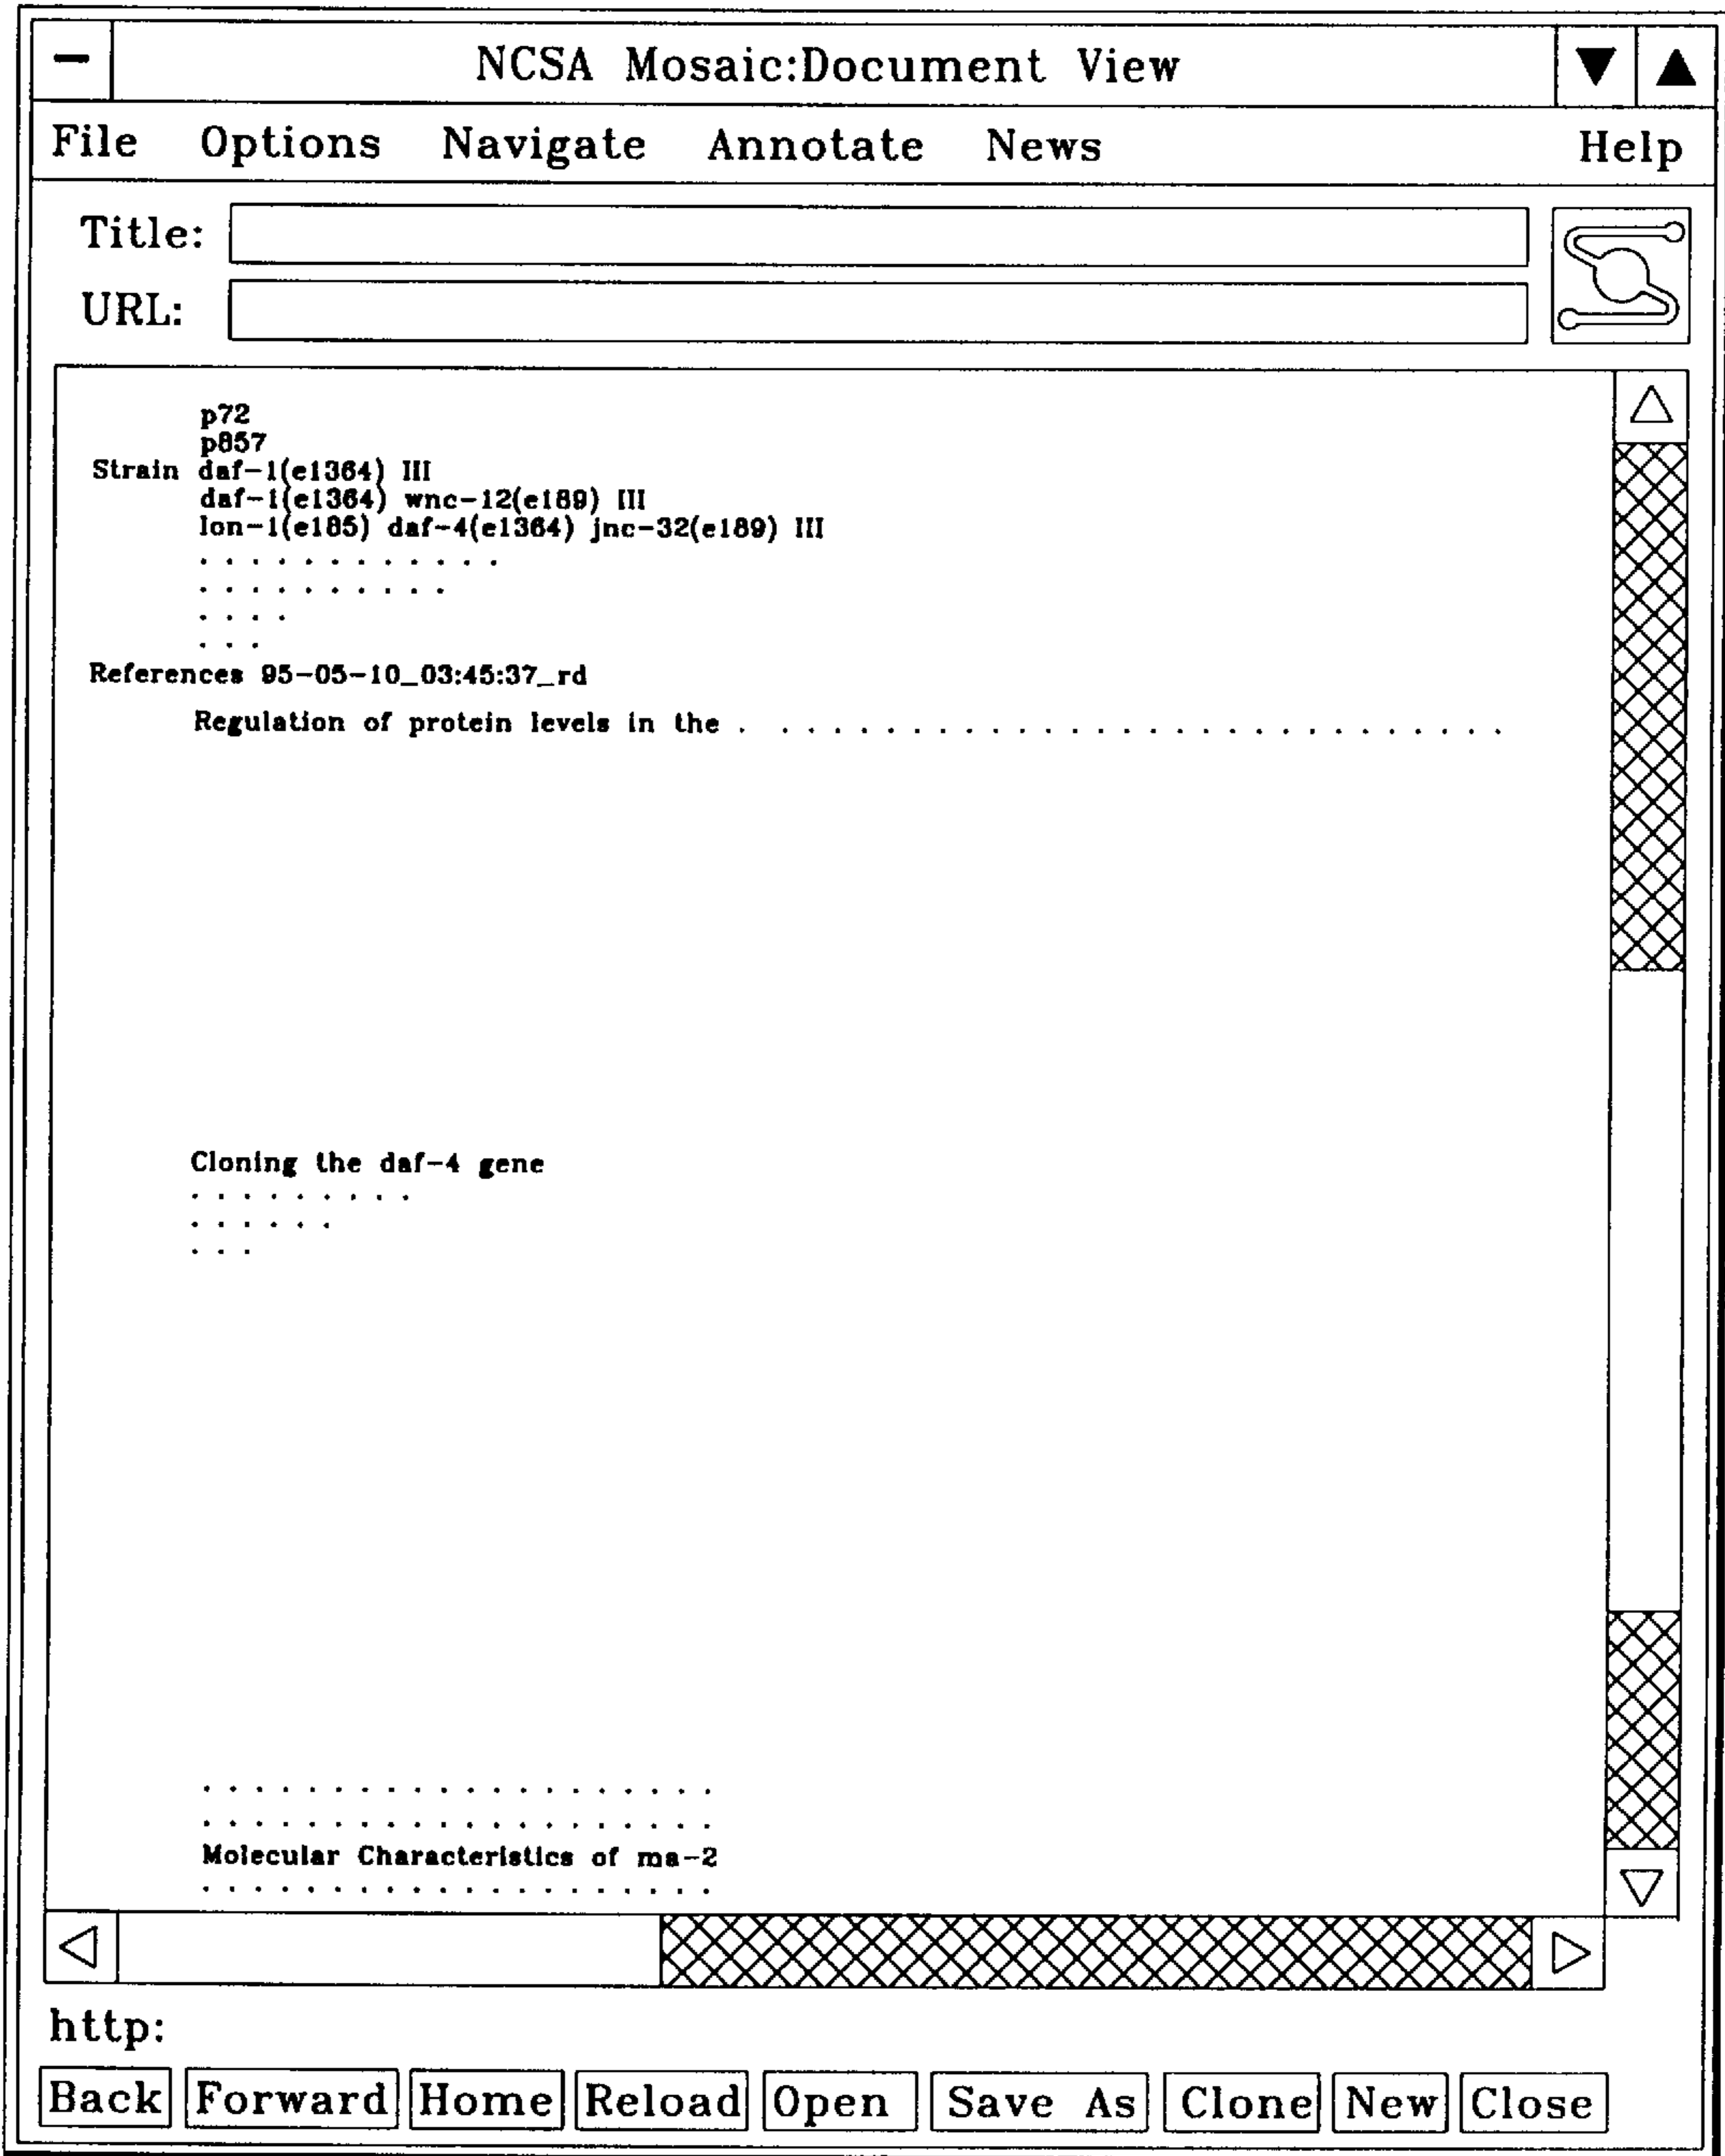 NCSA Mosaic:Document View
File Options Navigate Annotate News Help
Title:
URL:
p72
p857
Strain daf-1(e1364) III
daf-1(e1364) wnc-12(e189) III
lon-1(e185) daf-4(e1364) jnc-32(e189) III
. . . . . . . . . . . .
. . . . . . . . . .
. . . .
. . .
References 95-05-10_03:45:37_rd
Regulation of protein levels in the . . . . . . . . . . . . . . . . . . . . . . . . . . . . .
Cloning the daf-4 gene
. . . . . . . . .
. . . . . .
. . .
. . . . . . . . . . . . . . . . . . . .
. . . . . . . . . . . . . . . . . . . .
Molecular Characteristics of ma-2
. . . . . . . . . . . . . . . . . . . .
http:
Back Forward Home Reload Open Save As Clone New Close